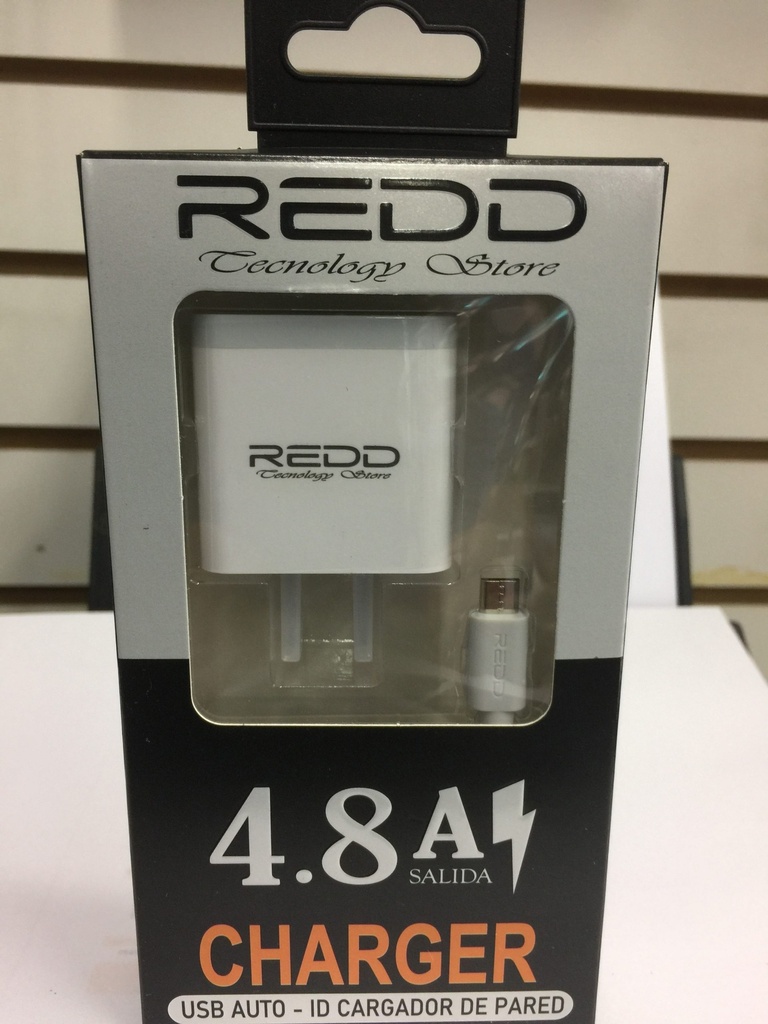 REDD
Tecnology Store
REDD
Tecnology Store
REDD
4.8A
SALIDA
CHARGER
USB AUTO - ID CARGADOR DE PARED